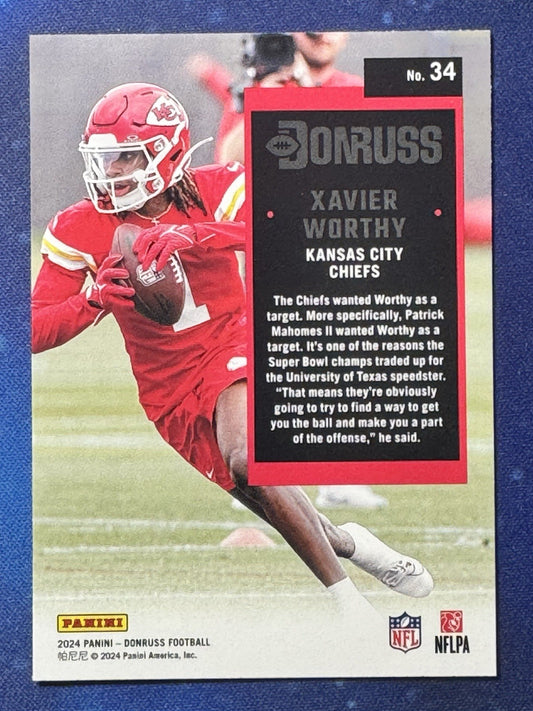 No. 34
DONRUSS
XAVIER
WORTHY
KANSAS CITY
CHIEFS
The Chiefs wanted Worthy as a
target. More specifically, Patrick
Mahomes II wanted Worthy as a
target. It's one of the reasons the
Super Bowl champs traded up for
the University of Texas speedster.
“That means they're obviously
going to try to find a way to get
you the ball and make you a part
of the offense,” he said.
KC
1
PANINI
2024 PANINI – DONRUSS FOOTBALL
帕尼尼 © 2024 Panini America, Inc.
NFL
NFLPA